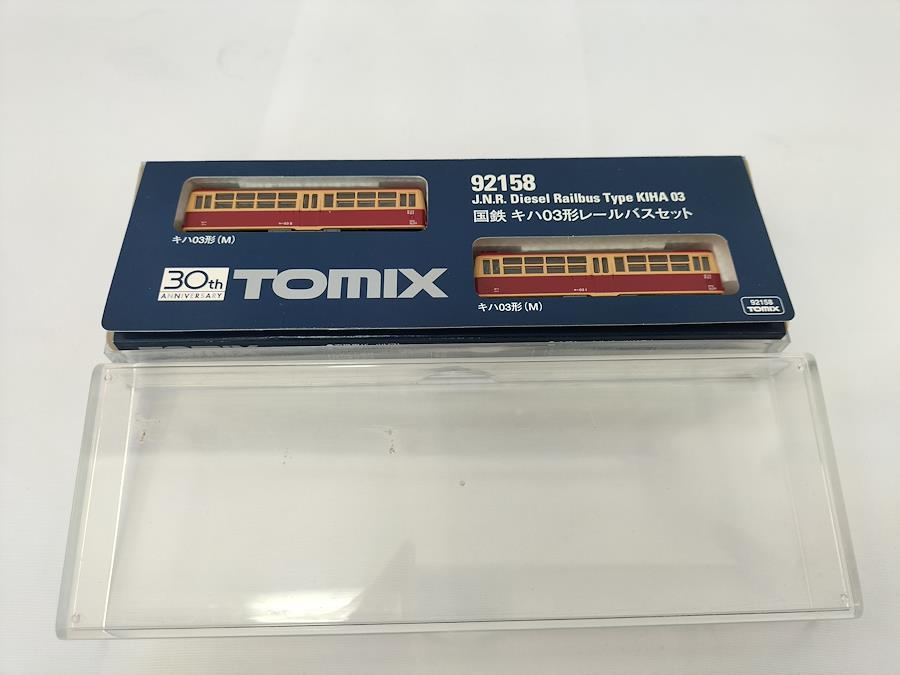 92158
J.N.R. Diesel Railbus Type KIHA 03
国鉄 キハ03形レールバスセット
キハ03形(M)
30th
ANNIVERSARY
TOMIX
キハ03形(M)
92158
TOMIX